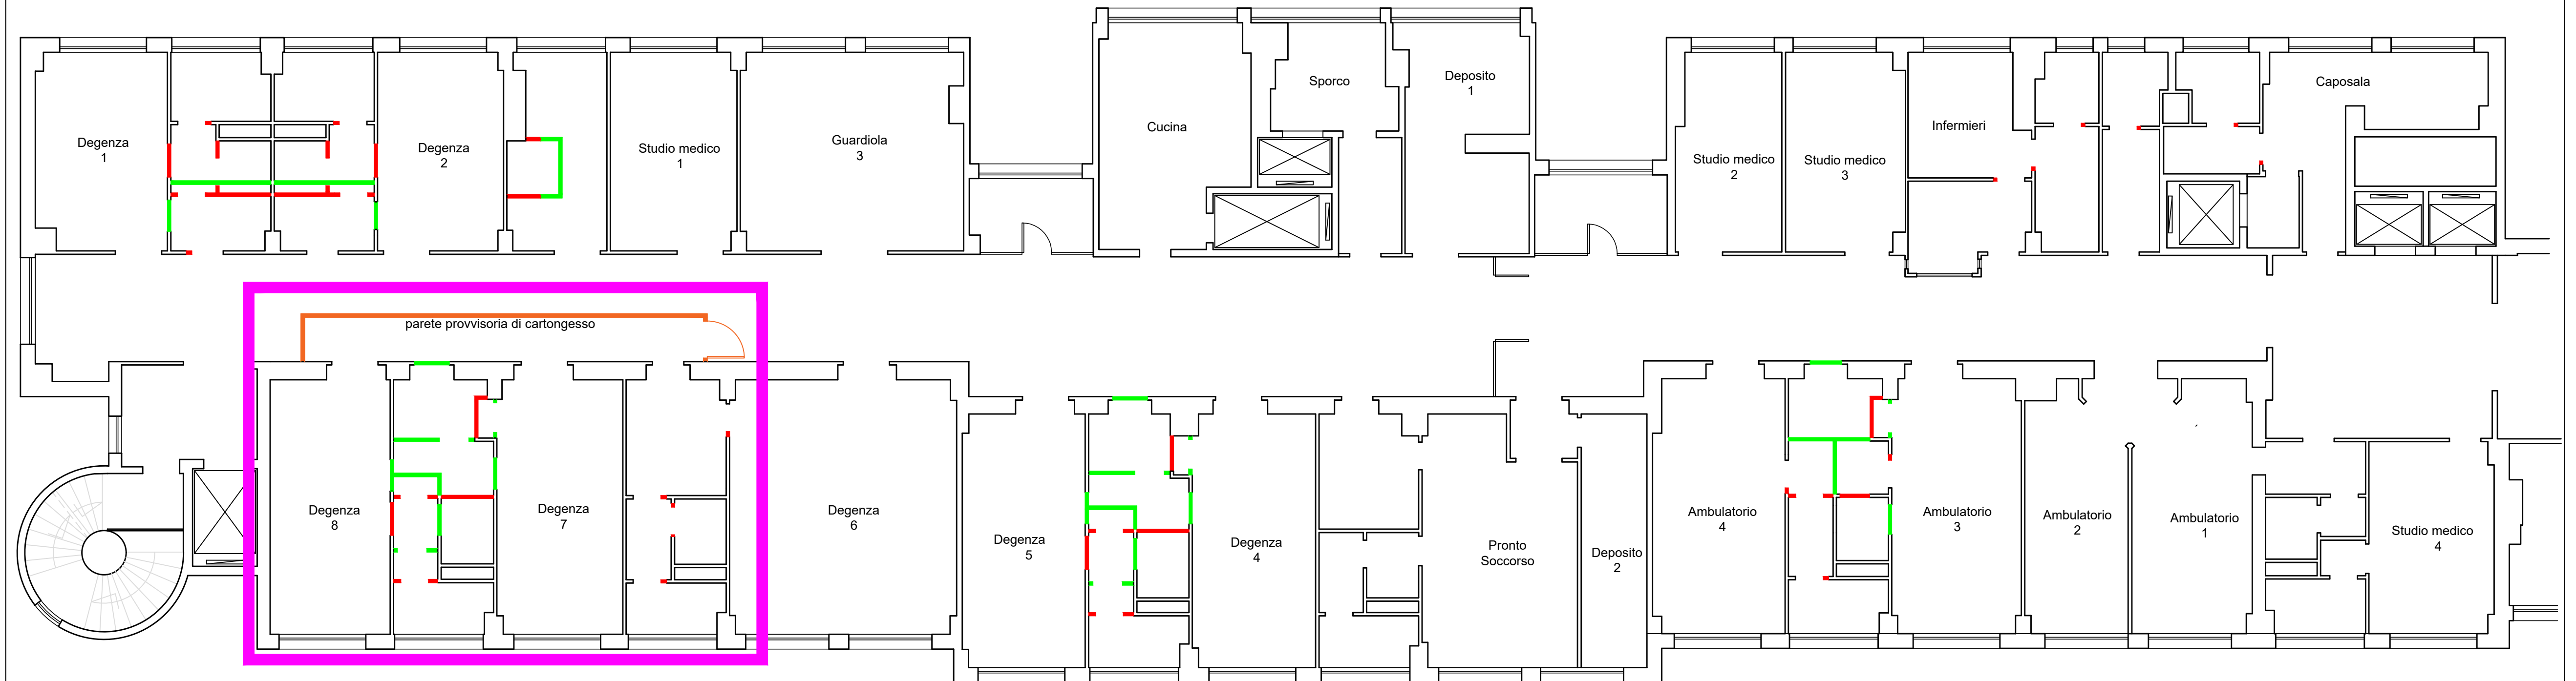 Degenza
1
Degenza
2
Studio medico
1
Guardiola
3
Cucina
Sporco
Deposito
1
Studio medico
2
Studio medico
3
Infermieri
Caposala
parete provvisoria di cartongesso
Degenza
8
Degenza
7
Degenza
6
Degenza
5
Degenza
4
Pronto
Soccorso
Deposito
2
Ambulatorio
4
Ambulatorio
3
Ambulatorio
2
Ambulatorio
1
Studio medico
4